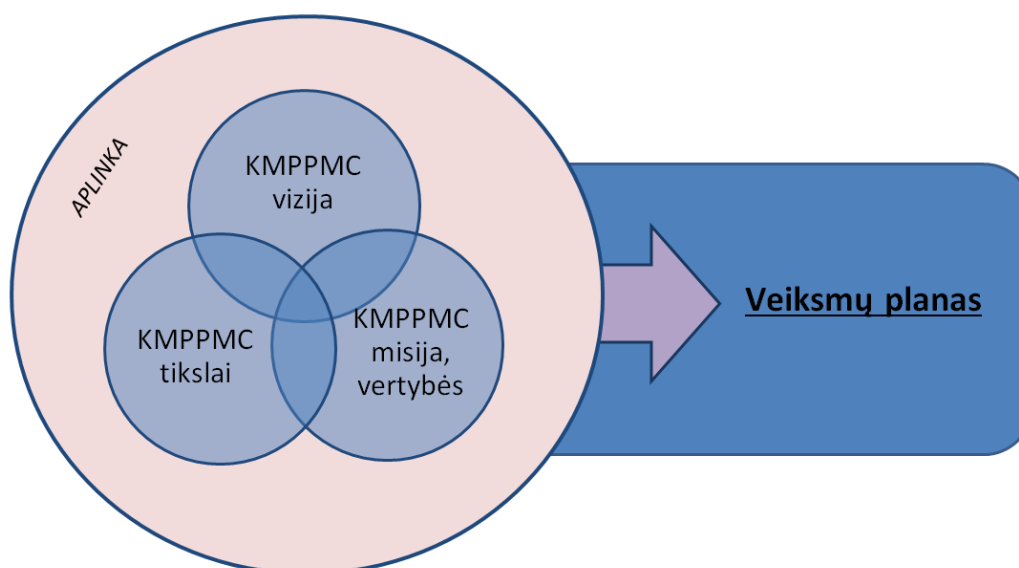 APLINKA
KMPPMC
vizija
KMPPMC
tikslai
KMPPMC
misija,
vertybės
Veiksmų planas